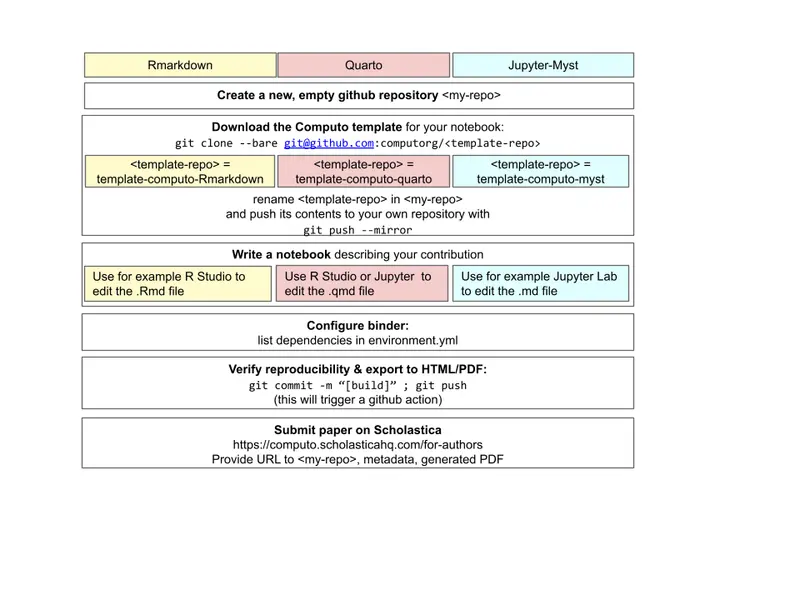 Rmarkdown
Quarto
Jupyter-Myst
Create a new, empty github repository <my-repo>
Download the Computo template for your notebook:
git clone --bare git@github.com:computorg/<template-repo>
<template-repo> =
template-computo-Rmarkdown
<template-repo> =
template-computo-quarto
<template-repo> =
template-computo-myst
rename <template-repo> in <my-repo>
and push its contents to your own repository with
git push --mirror
Write a notebook describing your contribution
Use for example R Studio to
edit the .Rmd file
Use R Studio or Jupyter to
edit the .qmd file
Use for example Jupyter Lab
to edit the .md file
Configure binder:
list dependencies in environment.yml
Verify reproducibility & export to HTML/PDF:
git commit -m “[build]” ; git push
(this will trigger a github action)
Submit paper on Scholastica
https://computo.scholasticahq.com/for-authors
Provide URL to <my-repo>, metadata, generated PDF